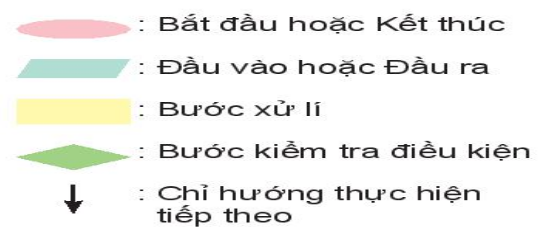 : Bắt đầu hoặc Kết thúc
: Đầu vào hoặc Đầu ra
: Bước xử lí
: Bước kiểm tra điều kiện
: Chỉ hướng thực hiện
tiếp theo